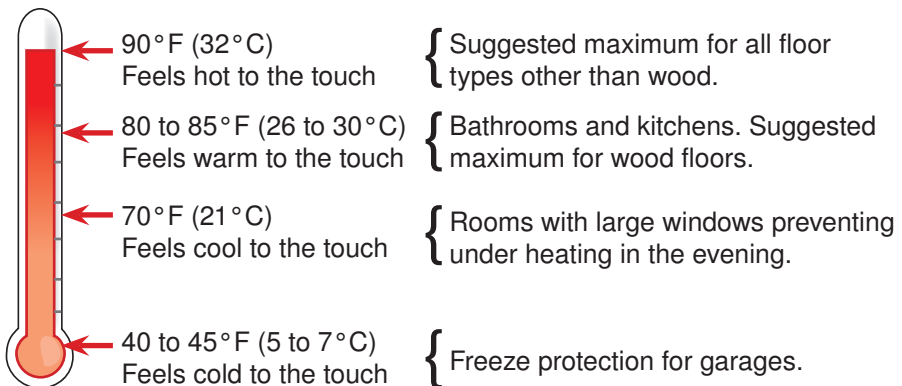 90°F (32°C)
Feels hot to the touch
{ Suggested maximum for all floor
types other than wood.
80 to 85°F (26 to 30°C)
Feels warm to the touch
{ Bathrooms and kitchens. Suggested
maximum for wood floors.
70°F (21°C)
Feels cool to the touch
{ Rooms with large windows preventing
under heating in the evening.
40 to 45°F (5 to 7°C)
Feels cold to the touch
{ Freeze protection for garages.